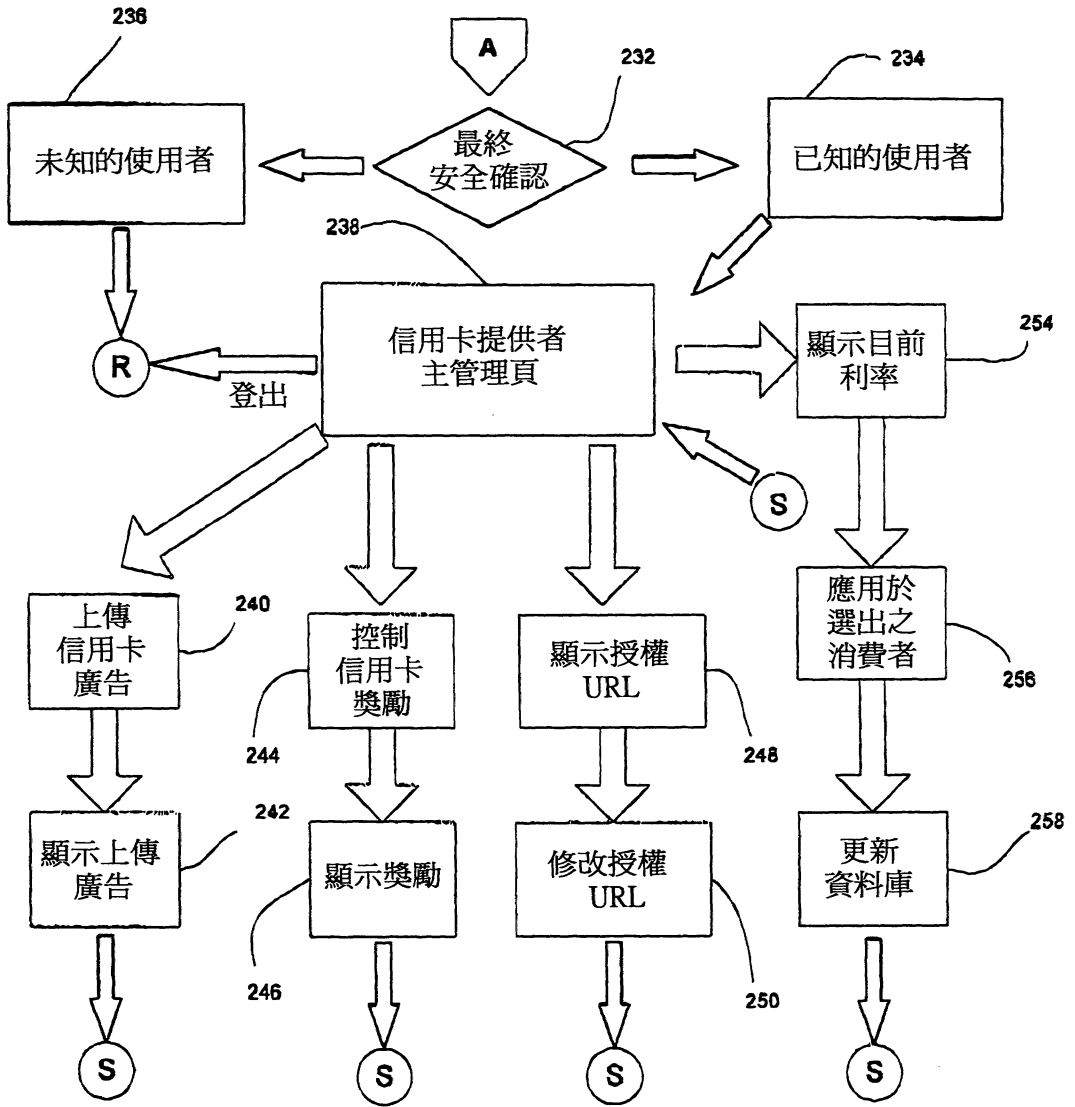 236
A
232
234
未知的使用者
最終
安全確認
已知的使用者
238
信用卡提供者
主管理頁
254
顯示目前
利率
R
登出
S
上傳
信用卡
廣告
240
控制
信用卡
獎勵
244
顯示授權
URL
248
應用於
選出之
消費者
256
顯示上傳
廣告
242
顯示獎勵
246
修改授權
URL
250
更新
資料庫
258
S
S
S
S